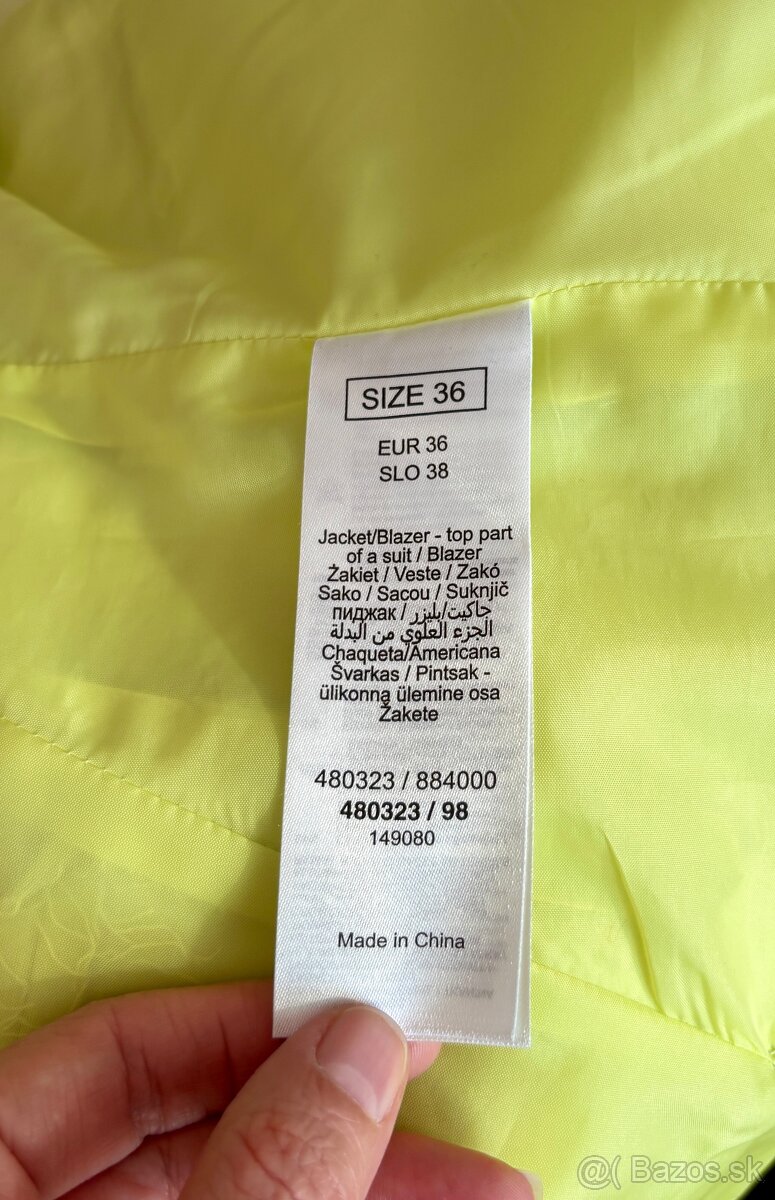 SIZE 36
EUR 36
SLO 38
Jacket/Blazer - top part
of a suit / Blazer
Żakiet / Veste / Zakó
Sako / Sacou / Suknjič
пиджак / جاكيت/بليزر
الجزء العلوي من البدلة
Chaqueta/Americana
Švarkas / Pintsak -
ülikonna ülemine osa
Žakete
480323 / 884000
480323 / 98
149080
Made in China
@( Bazos.sk